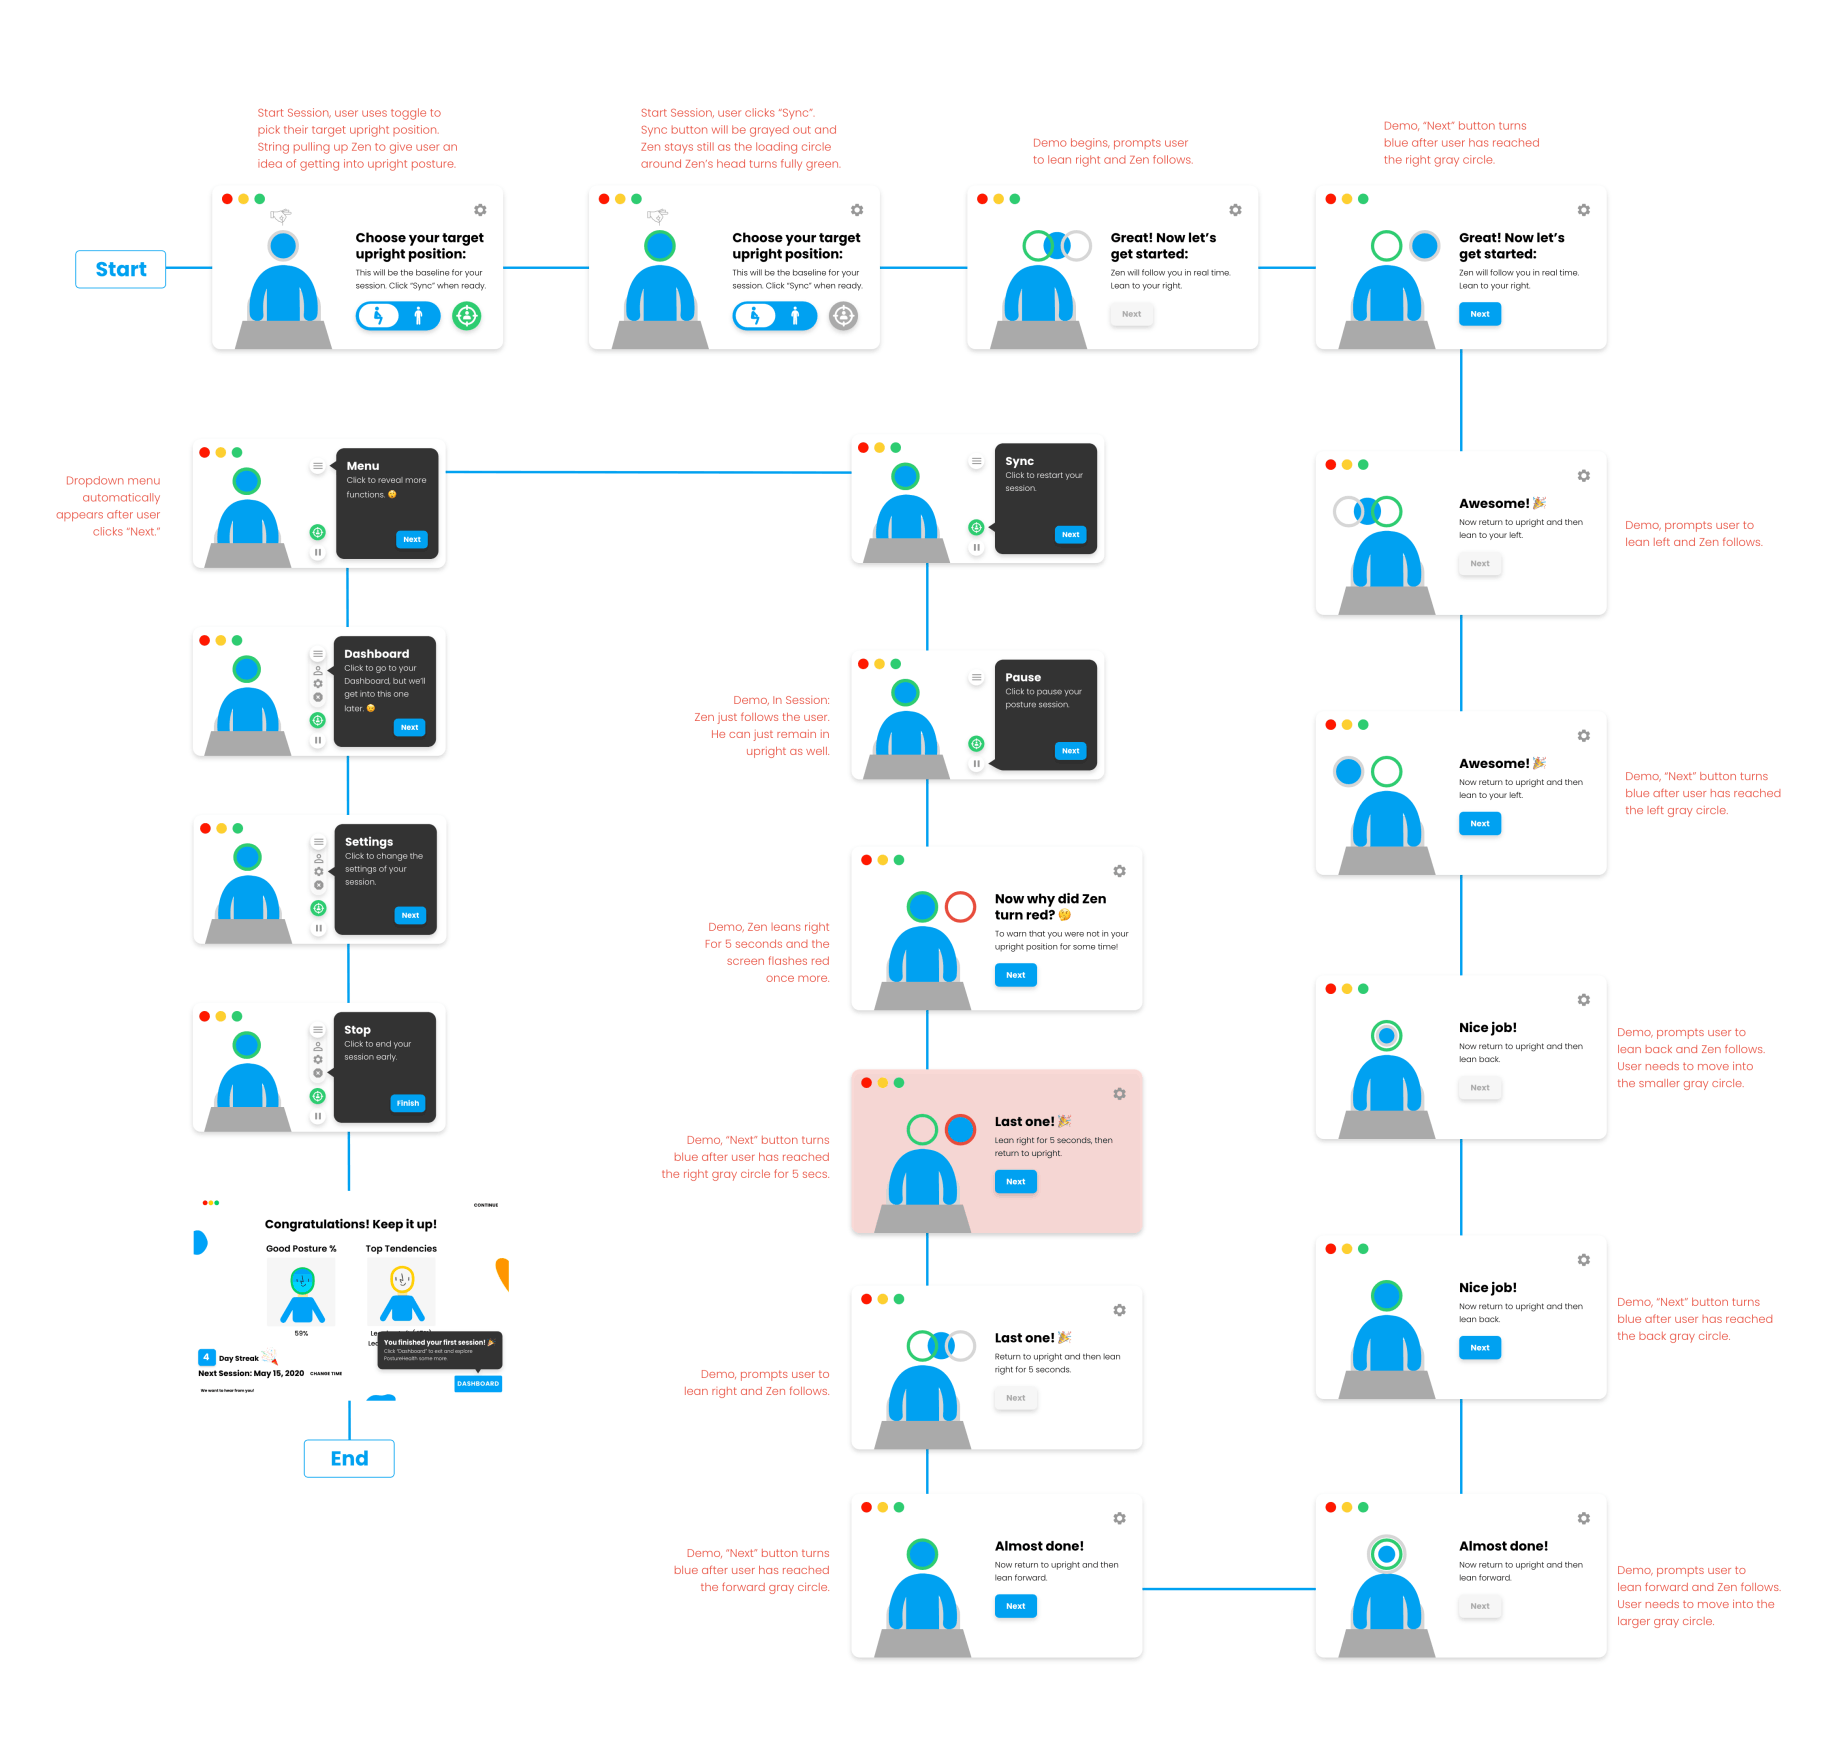 Start Session, user uses toggle to
pick their target upright position.
String pulling up Zen to give user an
idea of getting into upright posture.
Start Session, user clicks “Sync”.
Sync button will be grayed out and
Zen stays still as the loading circle
around Zen’s head turns fully green.
Demo begins, prompts user
to lean right and Zen follows.
Demo, “Next” button turns
blue after user has reached
the right gray circle.
Start
Choose your target
upright position:
This will be the baseline for your
session. Click “Sync” when ready.
Choose your target
upright position:
This will be the baseline for your
session. Click “Sync” when ready.
Great! Now let’s
get started:
Zen will follow you in real time.
Lean to your right.
Next
Great! Now let’s
get started:
Zen will follow you in real time.
Lean to your right.
Next
Awesome!
Now return to upright and then
lean to your left.
Next
Demo, prompts user to
lean left and Zen follows.
Awesome!
Now return to upright and then
lean to your left.
Next
Demo, “Next” button turns
blue after user has reached
the left gray circle.
Nice job!
Now return to upright and then
lean back.
Next
Demo, prompts user to
lean back and Zen follows.
User needs to move into
the smaller gray circle.
Nice job!
Now return to upright and then
lean back.
Next
Demo, “Next” button turns
blue after user has reached
the back gray circle.
Almost done!
Now return to upright and then
lean forward.
Next
Demo, prompts user to
lean forward and Zen follows.
User needs to move into the
larger gray circle.
Demo, “Next” button turns
blue after user has reached
the forward gray circle.
Almost done!
Now return to upright and then
lean forward.
Next
Demo, prompts user to
lean right and Zen follows.
Last one!
Return to upright and then lean
right for 5 seconds.
Next
Demo, “Next” button turns
blue after user has reached
the right gray circle for 5 secs.
Last one!
Lean right for 5 seconds, then
return to upright.
Next
Demo, Zen leans right
For 5 seconds and the
screen flashes red
once more.
Now why did Zen
turn red?
To warn that you were not in your
upright position for some time!
Next
Demo, In Session:
Zen just follows the user.
He can just remain in
upright as well.
Pause
Click to pause your
posture session.
Next
Sync
Click to restart your
session.
Next
Dropdown menu
automatically
appears after user
clicks “Next.”
Menu
Click to reveal more
functions.
Next
Dashboard
Click to go to your
Dashboard, but we’ll
get into this one
later.
Next
Settings
Click to change the
settings of your
session.
Next
Stop
Click to end your
session early.
Finish
CONTINUE
Congratulations! Keep it up!
Good Posture %
Top Tendencies
59%
You finished your first session!
Click “Dashboard” to exit and explore
PostureHealth some more
4 Day Streak
Next Session: May 15, 2020 CHANGE TIME
We want to hear from you!
DASHBOARD
End